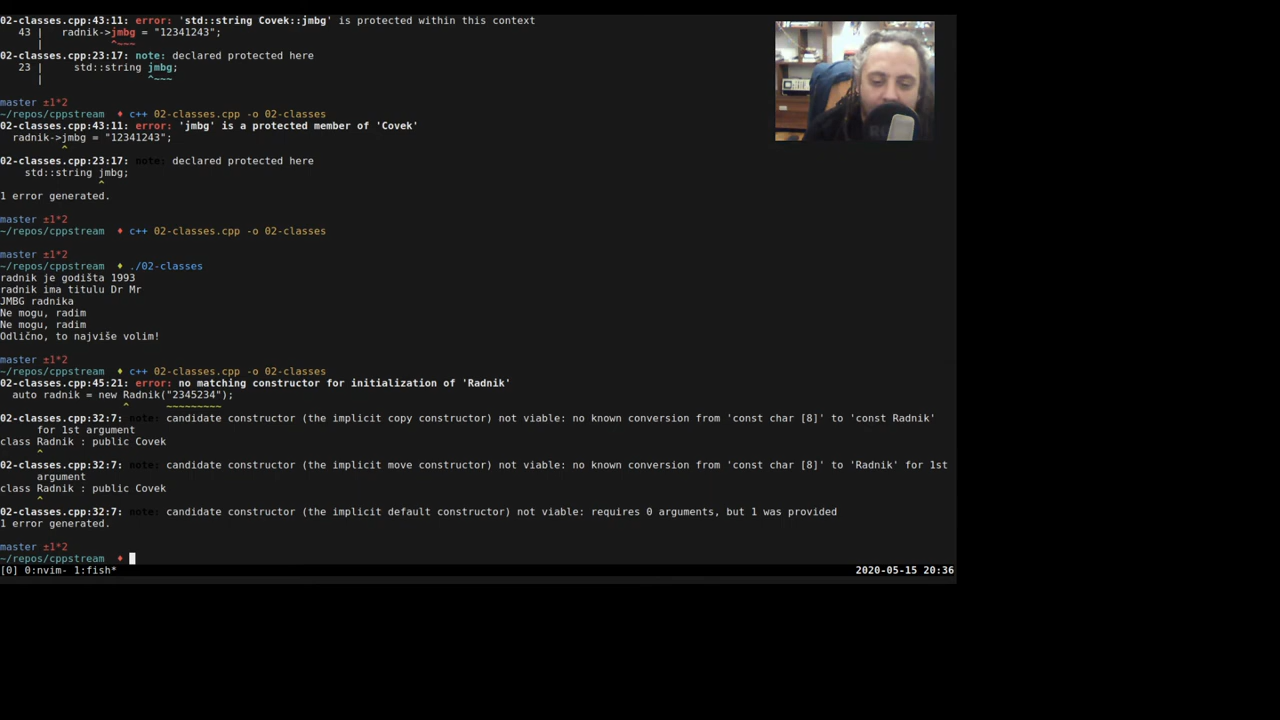 02-classes.cpp:43:11: error: 'std::string Covek::jmbg' is protected within this context
43 |   radnik->jmbg = "12341243";
|           ^~~~
02-classes.cpp:23:17: note: declared protected here
23 |     std::string jmbg;
|                 ^~~~
master ±1*2
~/repos/cppstream  ♦ c++ 02-classes.cpp -o 02-classes
02-classes.cpp:43:11: error: 'jmbg' is a protected member of 'Covek'
radnik->jmbg = "12341243";
^
02-classes.cpp:23:17: note: declared protected here
std::string jmbg;
^
1 error generated.
master ±1*2
~/repos/cppstream  ♦ c++ 02-classes.cpp -o 02-classes
master ±1*2
~/repos/cppstream  ♦ ./02-classes
radnik je godišta 1993
radnik ima titulu Dr Mr
JMBG radnika
Ne mogu, radim
Ne mogu, radim
Odlično, to najviše volim!
master ±1*2
~/repos/cppstream  ♦ c++ 02-classes.cpp -o 02-classes
02-classes.cpp:45:21: error: no matching constructor for initialization of 'Radnik'
auto radnik = new Radnik("2345234");
^      ~~~~~~~~~
02-classes.cpp:32:7: note: candidate constructor (the implicit copy constructor) not viable: no known conversion from 'const char [8]' to 'const Radnik'
for 1st argument
class Radnik : public Covek
^
02-classes.cpp:32:7: note: candidate constructor (the implicit move constructor) not viable: no known conversion from 'const char [8]' to 'Radnik' for 1st
argument
class Radnik : public Covek
^
02-classes.cpp:32:7: note: candidate constructor (the implicit default constructor) not viable: requires 0 arguments, but 1 was provided
1 error generated.
master ±1*2
~/repos/cppstream  ♦
[0] 0:nvim- 1:fish* 2020-05-15 20:36